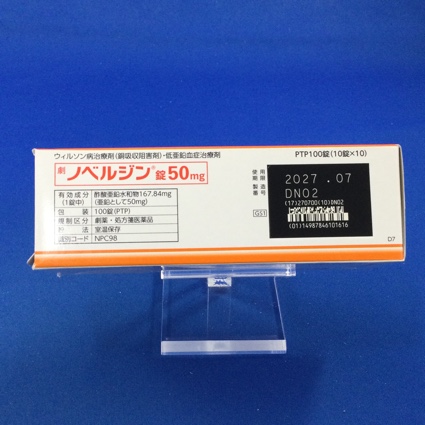 ウィルソン病治療剤(銅吸収阻害剤)・低亜鉛血症治療剤
PTP100錠(10錠×10)
劇 ノベルジン®錠50mg
有効成分(1錠中) 酢酸亜鉛水和物167.84mg(亜鉛として50mg)
包装 100錠(PTP)
規制区分 劇薬・処方箋医薬品
貯法 室温保存
識別コード NPC98
使用期限 2027.07
製造番号 DN02
(17)270700(10)DN02
GS1
(01)14987846101616
D7